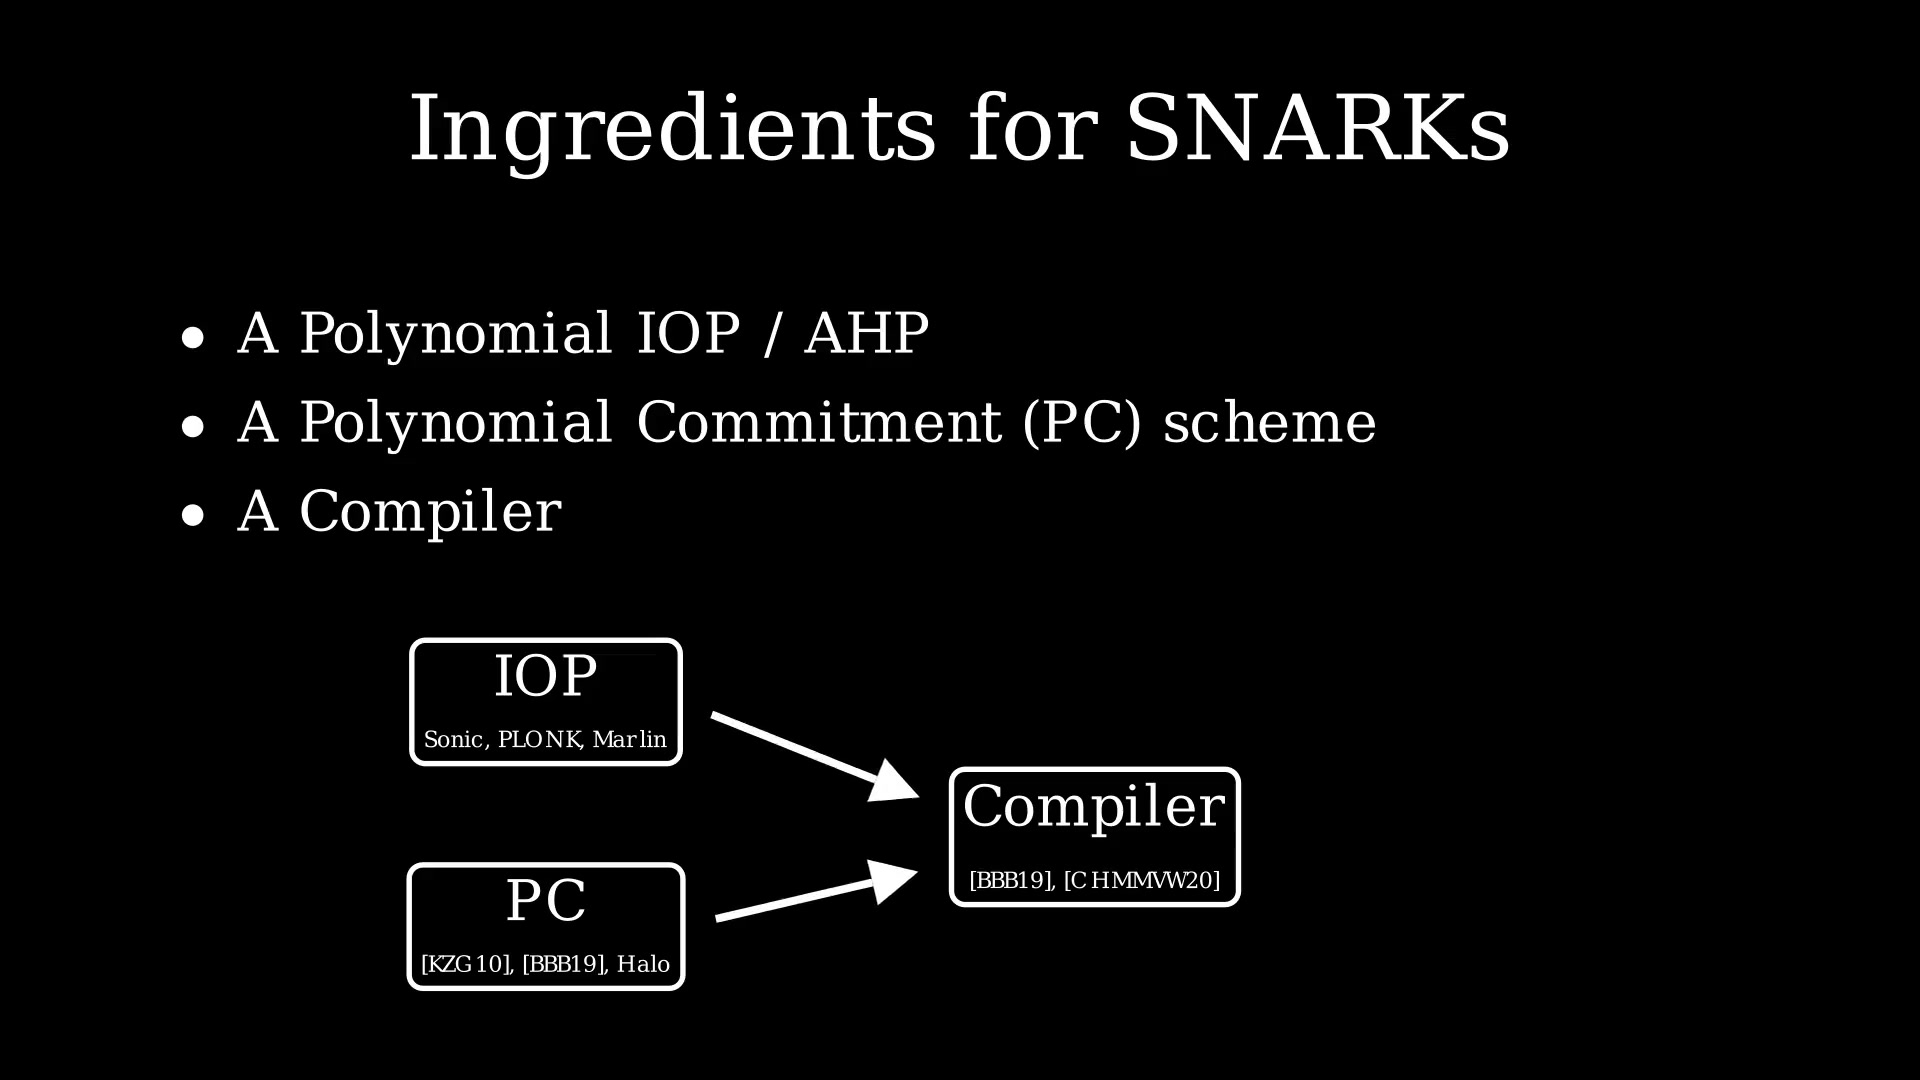 Ingredients for SNARKs
• A Polynomial IOP / AHP
• A Polynomial Commitment (PC) scheme
• A Compiler
IOP
Sonic, PLONK, Marlin
Compiler
[BBB19], [CHMMVW20]
PC
[KZG10], [BBB19], Halo